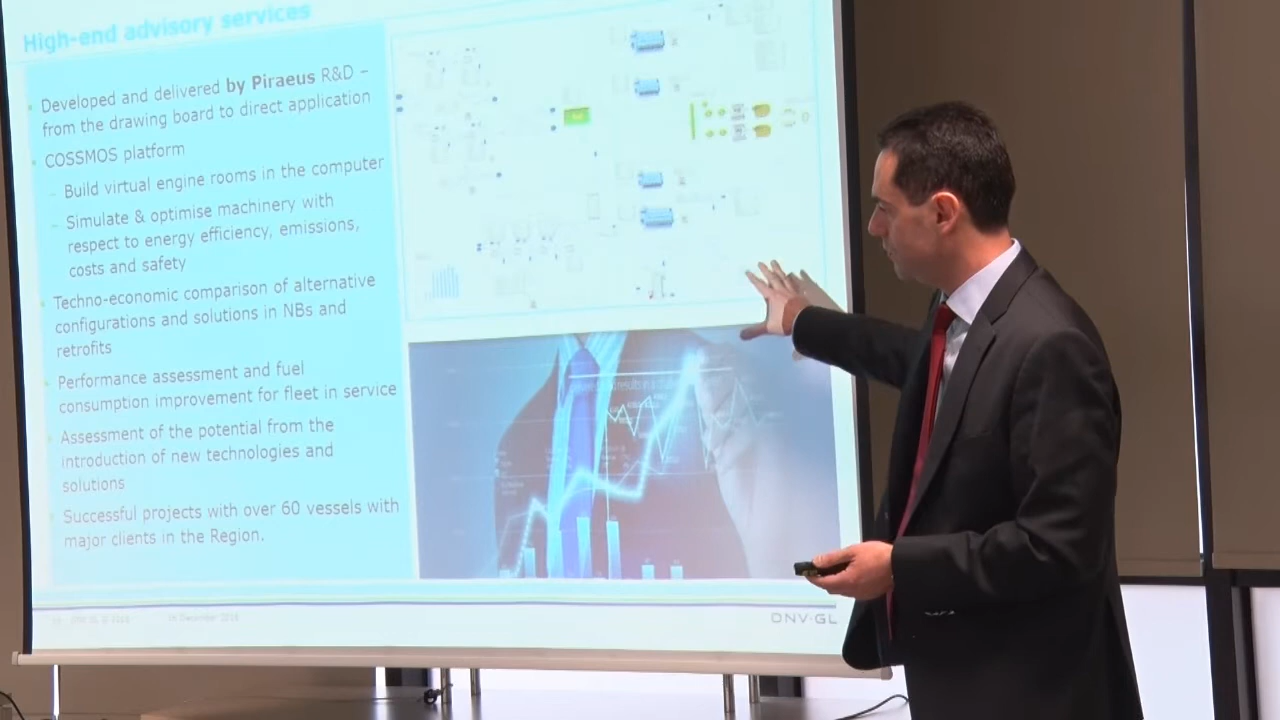 High-end advisory services
Developed and delivered by Piraeus R&D –
from the drawing board to direct application
COSSMOS platform
– Build virtual engine rooms in the computer
– Simulate & optimise machinery with
respect to energy efficiency, emissions,
costs and safety
Techno-economic comparison of alternative
configurations and solutions in NBs and
retrofits
Performance assessment and fuel
consumption improvement for fleet in service
Assessment of the potential from the
introduction of new technologies and
solutions
Successful projects with over 60 vessels with
major clients in the Region.
DNV·GL